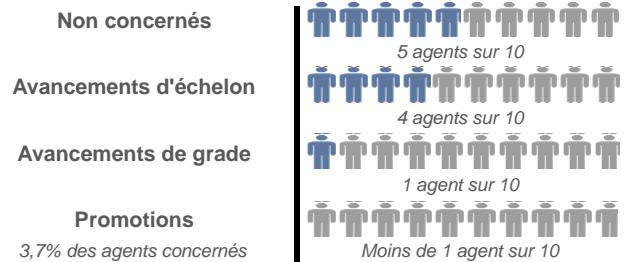 Non concernés
5 agents sur 10
Avancements d'échelon
4 agents sur 10
Avancements de grade
1 agent sur 10
Promotions
3,7% des agents concernés
Moins de 1 agent sur 10